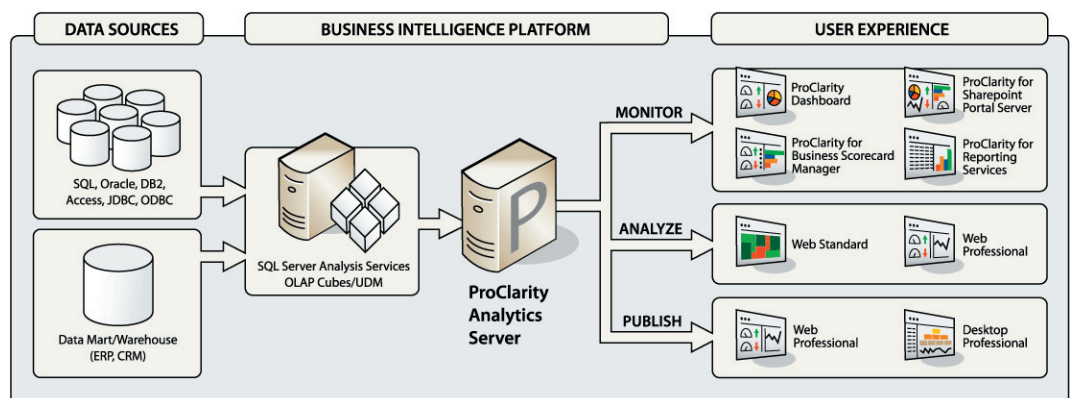 DATA SOURCES
BUSINESS INTELLIGENCE PLATFORM
USER EXPERIENCE
SQL, Oracle, DB2,
Access, JDBC, ODBC
Data Mart/Warehouse
(ERP, CRM)
SQL Server Analysis Services
OLAP Cubes/UDM
P
ProClarity
Analytics
Server
MONITOR
ProClarity
Dashboard
ProClarity for
Sharepoint
Portal Server
ProClarity for
Business Scorecard
Manager
ProClarity for
Reporting
Services
ANALYZE
Web Standard
Web
Professional
PUBLISH
Web
Professional
Desktop
Professional